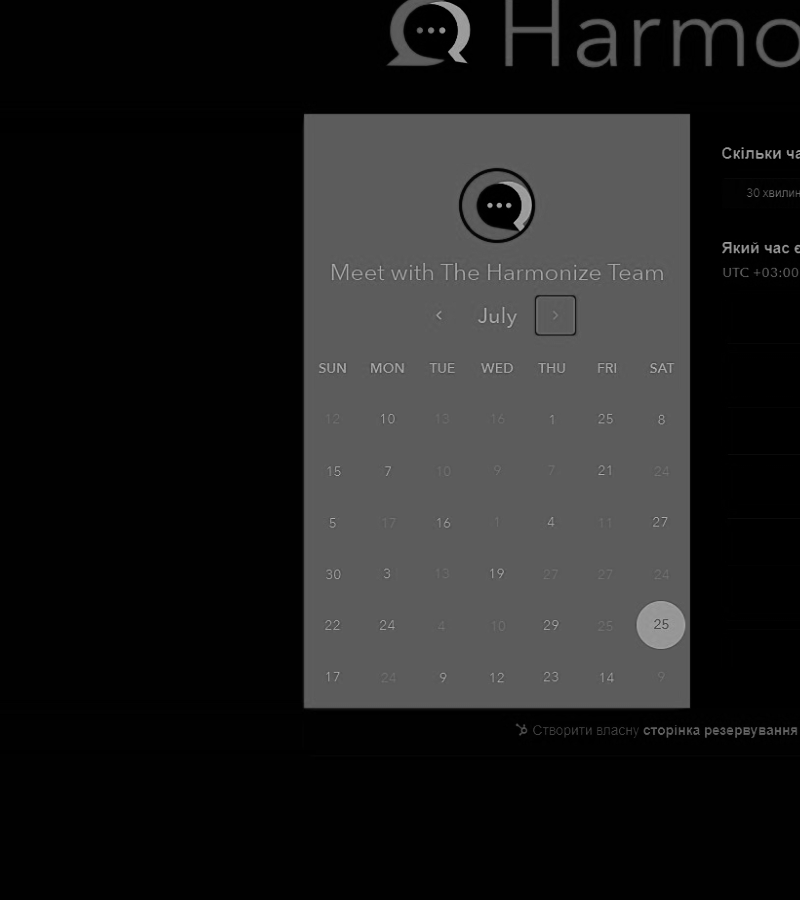 Harmo
Скільки ча
30 хвилин
Який час є
UTC +03:00
Meet with The Harmonize Team
July
SUN MON TUE WED THU FRI SAT
12 10 13 16 1 25 8
15 7 10 9 7 21 24
5 17 16 1 4 11 27
30 3 13 19 27 27 24
22 24 4 10 29 25 25
17 24 9 12 23 14 9
Створити власну сторінка резервування